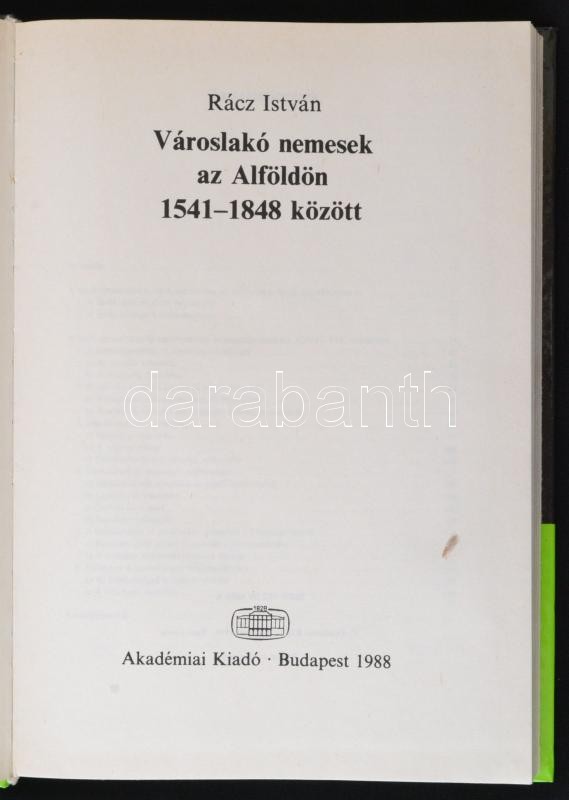 Rácz István
Városlakó nemesek
az Alföldön
1541–1848 között
darabanth
1828
Akadémiai Kiadó · Budapest 1988